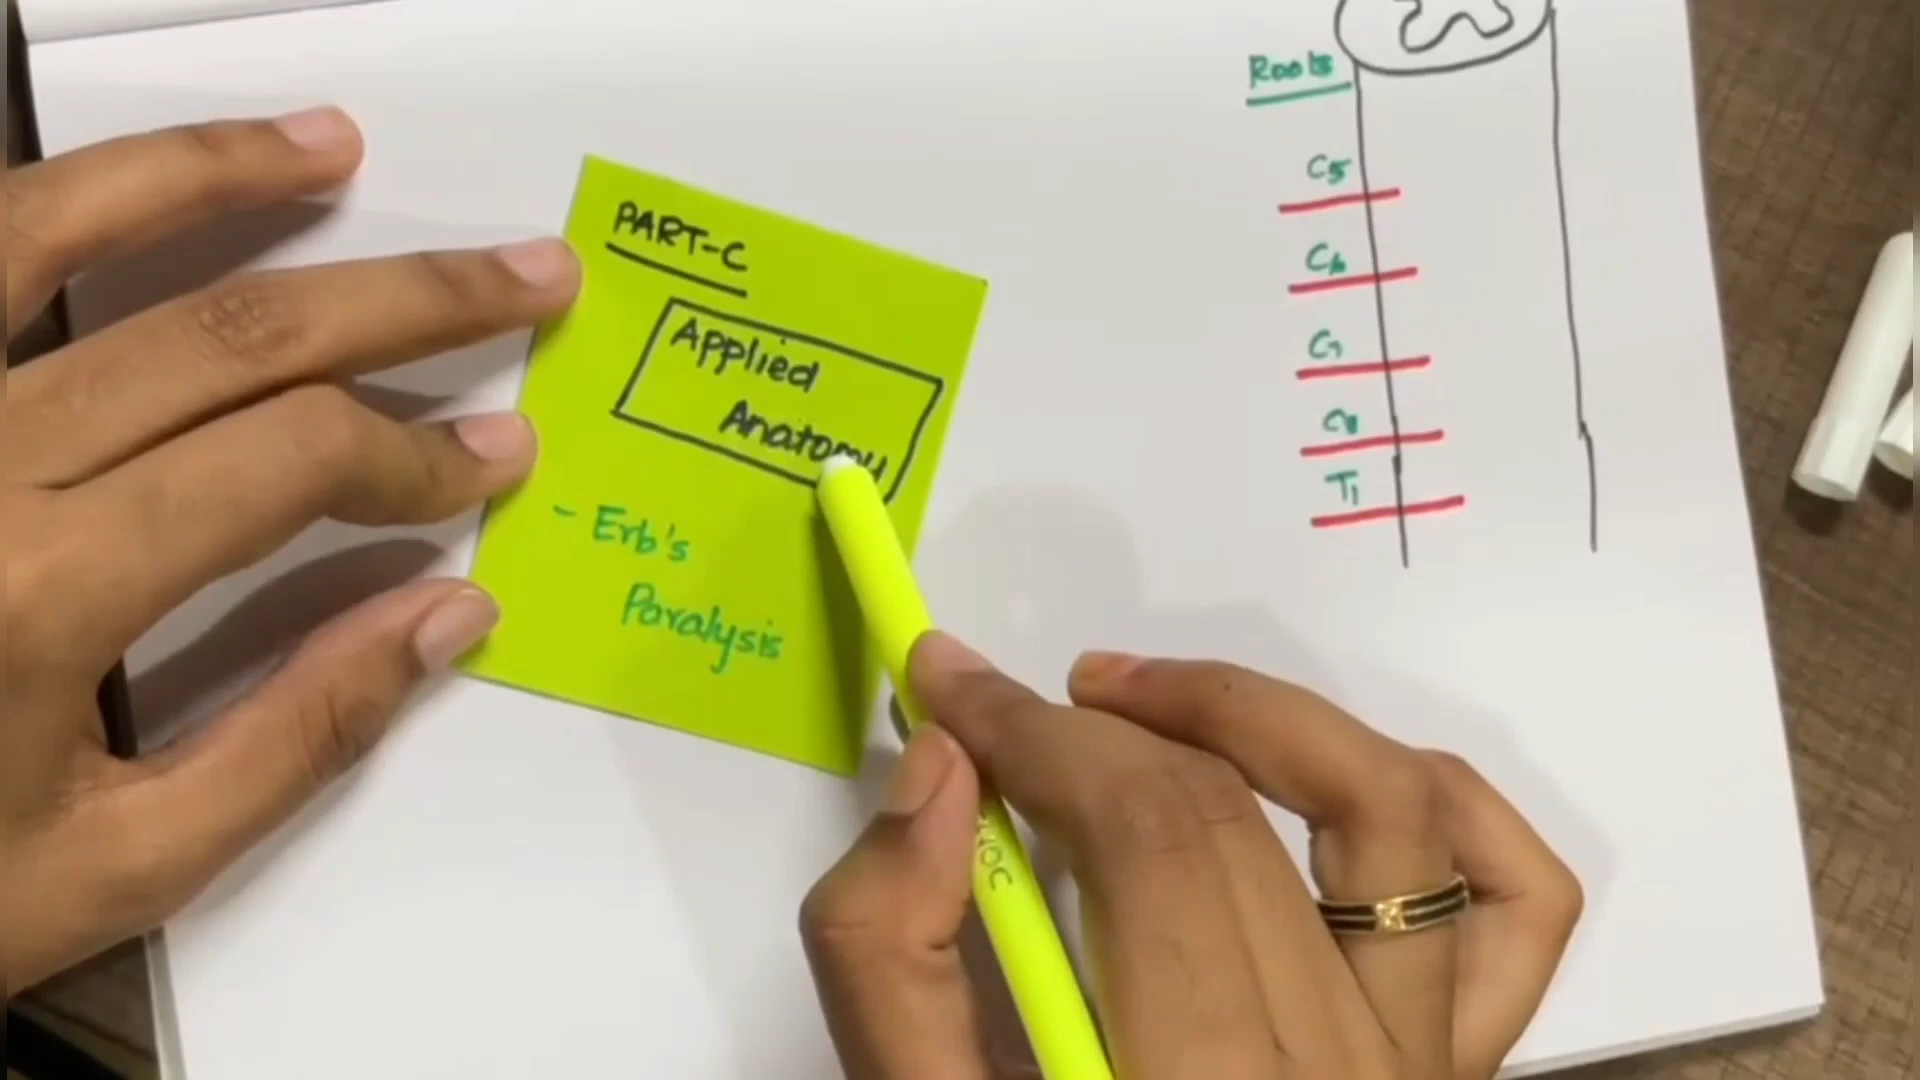 PART-C
Applied
Anatomy
- Erb's
Paralysis
Roots
C5
C6
C7
C8
T1